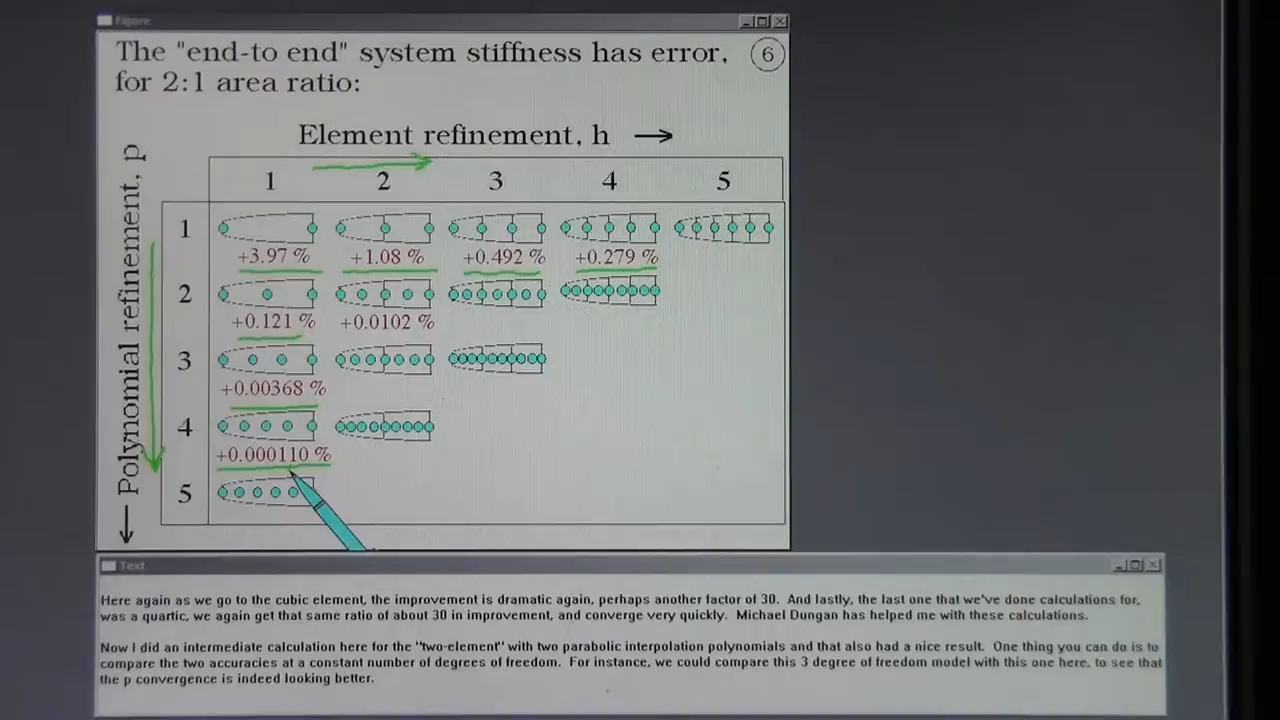 Figure
The "end-to end" system stiffness has error, 6
for 2:1 area ratio:
Element refinement, h →
← Polynomial refinement, p
1 2 3 4 5
1
+3.97 % +1.08 % +0.492 % +0.279 %
2
+0.121 % +0.0102 %
3
+0.00368 %
4
+0.000110 %
5
Text
Here again as we go to the cubic element, the improvement is dramatic again, perhaps another factor of 30. And lastly, the last one that we've done calculations for,
was a quartic, we again get that same ratio of about 30 in improvement, and converge very quickly. Michael Dungan has helped me with these calculations.
Now I did an intermediate calculation here for the "two-element" with two parabolic interpolation polynomials and that also had a nice result. One thing you can do is to
compare the two accuracies at a constant number of degrees of freedom. For instance, we could compare this 3 degree of freedom model with this one here, to see that
the p convergence is indeed looking better.